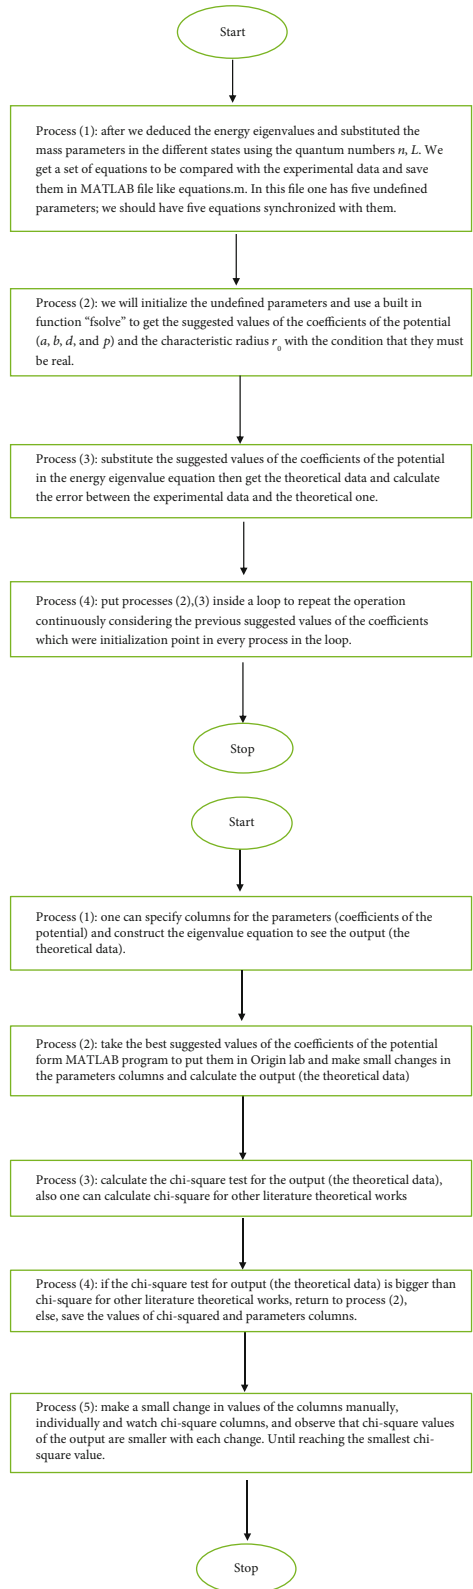 Start
Process (1): after we deduced the energy eigenvalues and substituted the
mass parameters in the different states using the quantum numbers n, L. We
get a set of equations to be compared with the experimental data and save
them in MATLAB file like equations.m. In this file one has five undefined
parameters; we should have five equations synchronized with them.
Process (2): we will initialize the undefined parameters and use a built in
function “fsolve” to get the suggested values of the coefficients of the potential
(a, b, d, and p) and the characteristic radius r₀ with the condition that they must
be real.
Process (3): substitute the suggested values of the coefficients of the potential
in the energy eigenvalue equation then get the theoretical data and calculate
the error between the experimental data and the theoretical one.
Process (4): put processes (2),(3) inside a loop to repeat the operation
continuously considering the previous suggested values of the coefficients
which were initialization point in every process in the loop.
Stop
Start
Process (1): one can specify columns for the parameters (coefficients of the
potential) and construct the eigenvalue equation to see the output (the
theoretical data).
Process (2): take the best suggested values of the coefficients of the potential
form MATLAB program to put them in Origin lab and make small changes in
the parameters columns and calculate the output (the theoretical data)
Process (3): calculate the chi-square test for the output (the theoretical data),
also one can calculate chi-square for other literature theoretical works
Process (4): if the chi-square test for output (the theoretical data) is bigger than
chi-square for other literature theoretical works, return to process (2),
else, save the values of chi-squared and parameters columns.
Process (5): make a small change in values of the columns manually,
individually and watch chi-square columns, and observe that chi-square values
of the output are smaller with each change. Until reaching the smallest chi-
square value.
Stop